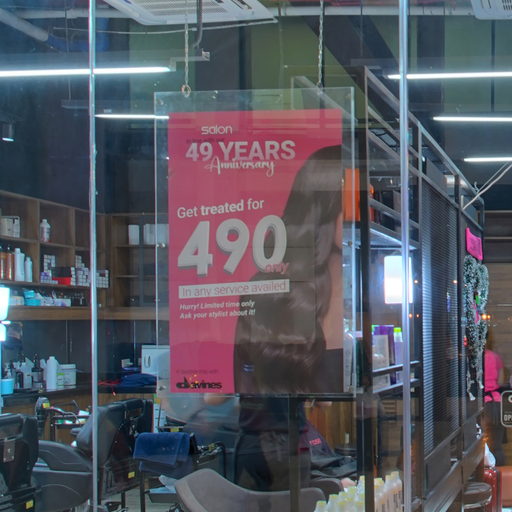 salon
49 YEARS
Anniversary
Get treated for
490
only
In any service availed
Hurry! Limited time only
Ask your stylist about it!
davines